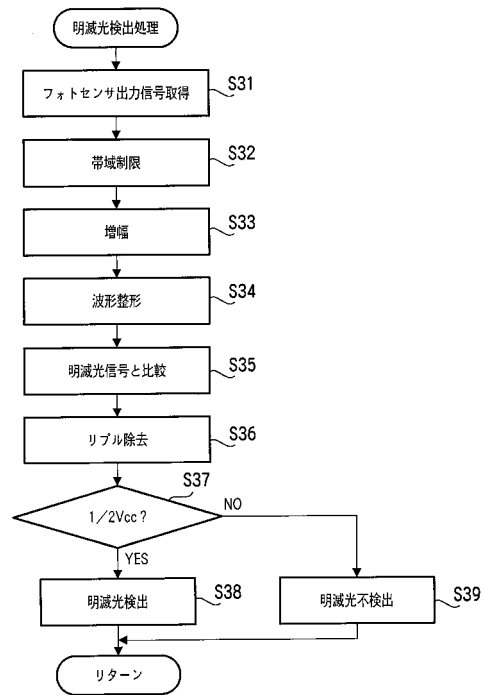 明滅光検出処理
フォトセンサ出力信号取得
S31
帯域制限
S32
増幅
S33
波形整形
S34
明滅光信号と比較
S35
リプル除去
S36
S37
1/2Vcc?
NO
YES
明滅光検出
S38
明滅光不検出
S39
リターン